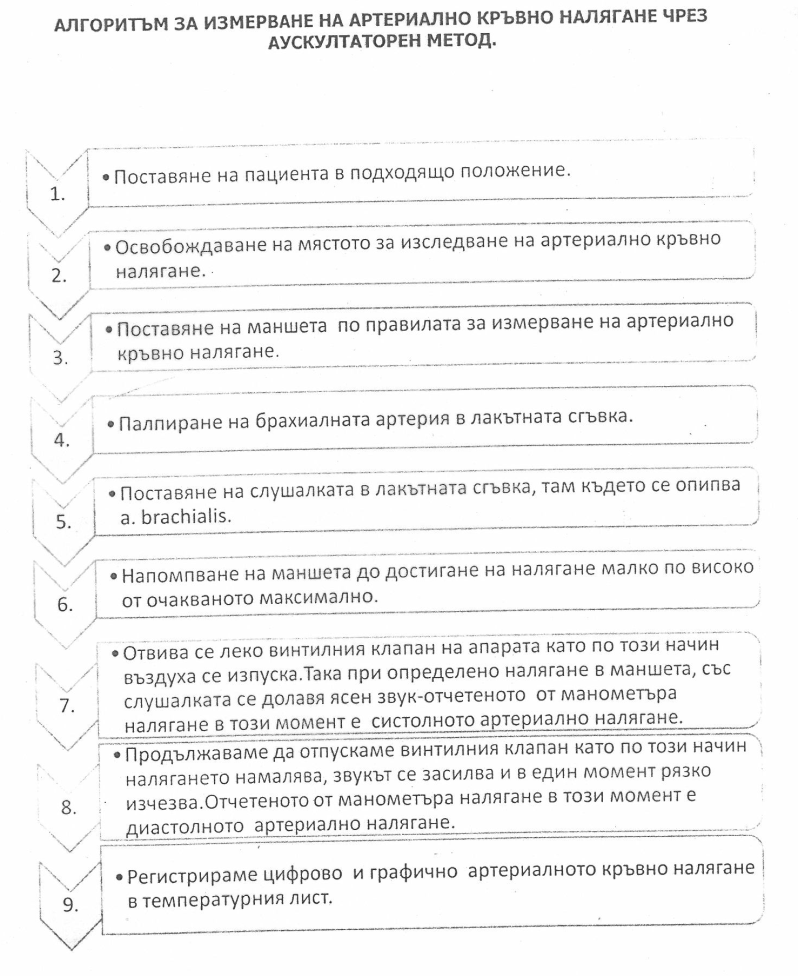 АЛГОРИТЪМ ЗА ИЗМЕРВАНЕ НА АРТЕРИАЛНО КРЪВНО НАЛЯГАНЕ ЧРЕЗ
АУСКУЛТАТОРЕН МЕТОД.
1.
• Поставяне на пациента в подходящо положение.
2.
• Освобождаване на мястото за изследване на артериално кръвно
налягане.
3.
• Поставяне на маншета по правилата за измерване на артериално
кръвно налягане.
4.
• Палпиране на брахиалната артерия в лакътната сгъвка.
5.
• Поставяне на слушалката в лакътната сгъвка, там където се опипва
a. brachialis.
6.
• Напомпване на маншета до достигане на налягане малко по високо
от очакваното максимално.
7.
• Отвива се леко винтилния клапан на апарата като по този начин
въздуха се изпуска.Така при определено налягане в маншета, със
слушалката се долавя ясен звук-отчетеното от манометъра
налягане в този момент е систолното артериално налягане.
8.
• Продължаваме да отпускаме винтилния клапан като по този начин
налягането намалява, звукът се засилва и в един момент рязко
изчезва.Отчетеното от манометъра налягане в този момент е
диастолното артериално налягане.
9.
• Регистрираме цифрово и графично артериалното кръвно налягане
в температурния лист.